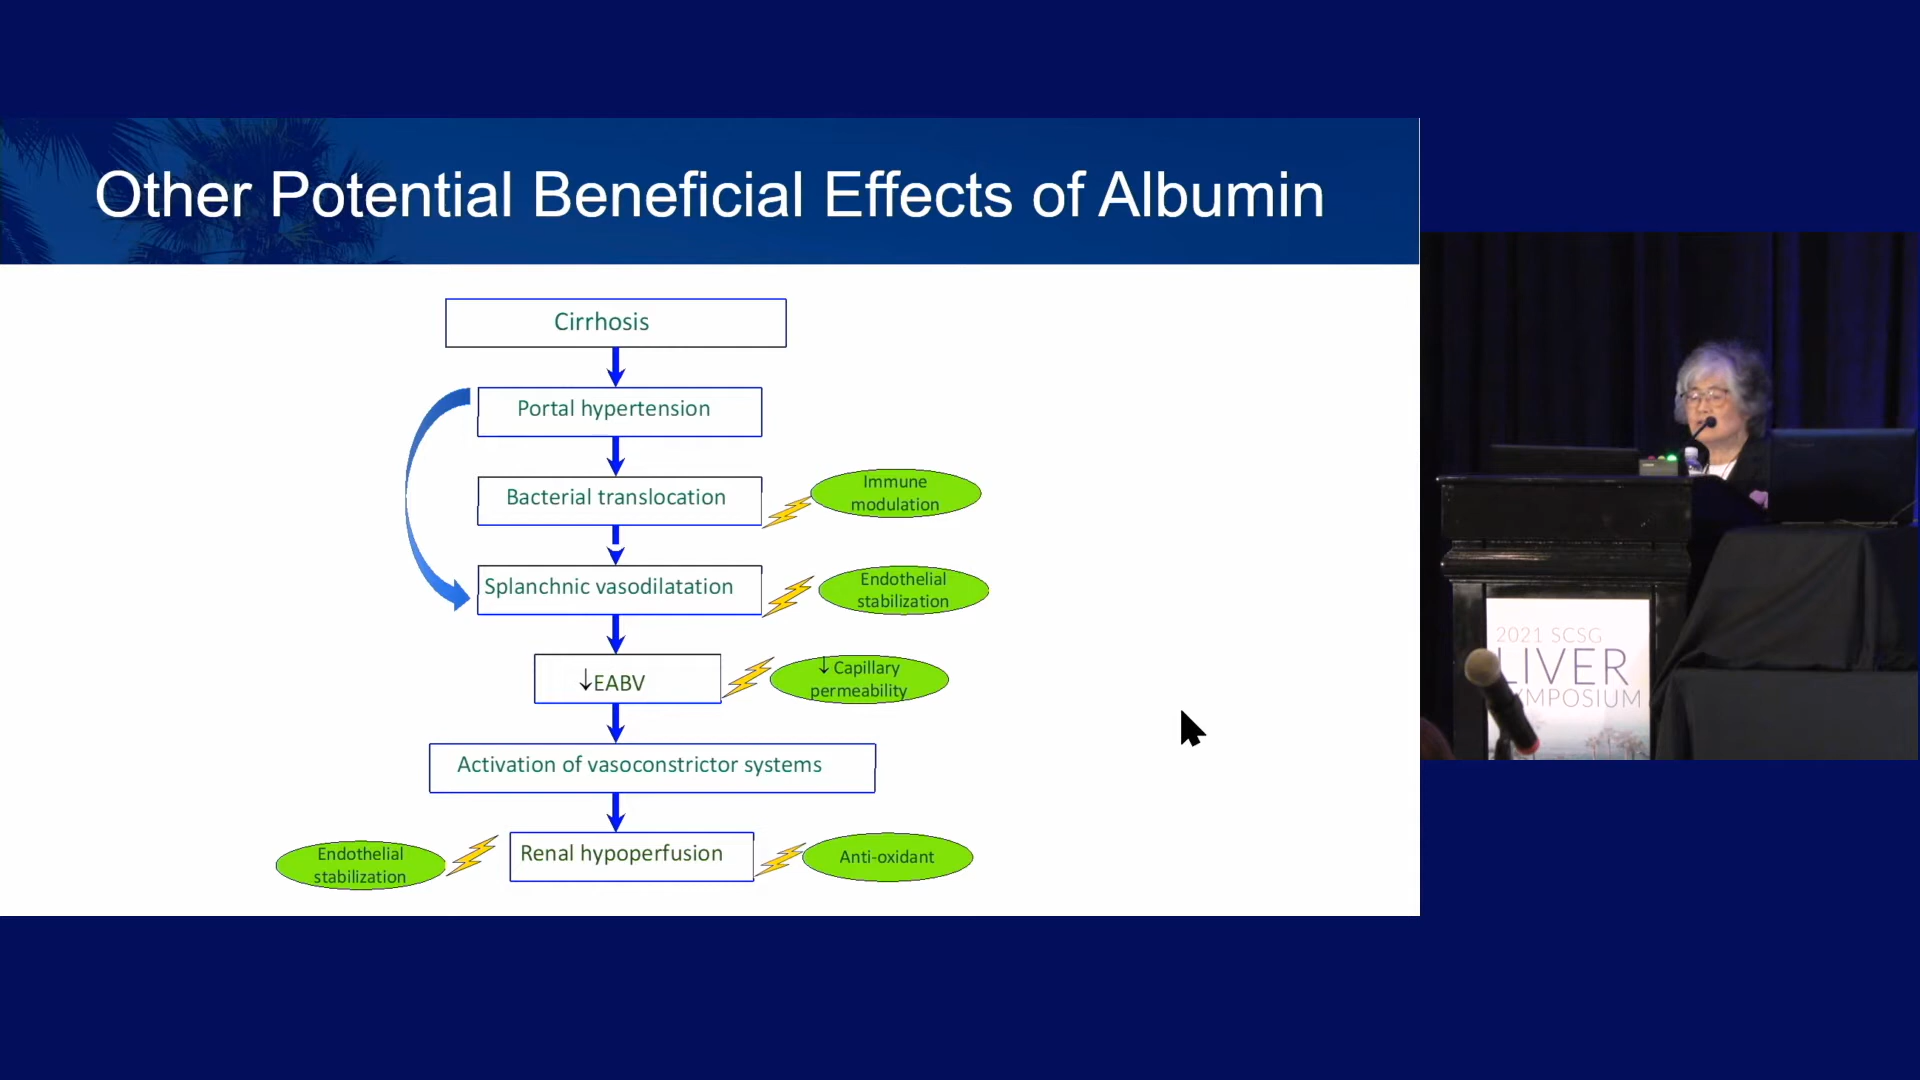 Other Potential Beneficial Effects of Albumin
Cirrhosis
Portal hypertension
Bacterial translocation
Immune
modulation
Splanchnic vasodilatation
Endothelial
stabilization
↓EABV
↓ Capillary
permeability
Activation of vasoconstrictor systems
Endothelial
stabilization
Renal hypoperfusion
Anti-oxidant
2021 SCSG
LIVER
YMPOSIUM